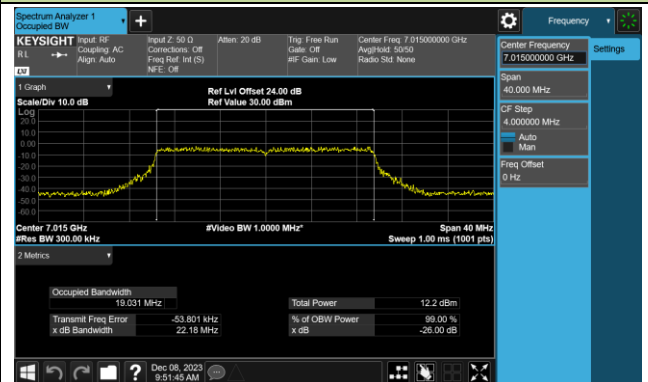 Spectrum Analyzer 1
Occupied BW
Frequency
KEYSIGHT
RL
Input: RF
Coupling: AC
Align: Auto
Input Z: 50 Ω
Corrections: Off
Freq Ref: Int (S)
NFE: Off
Atten: 20 dB
Trig: Free Run
Gate: Off
#IF Gain: Low
Center Freq: 7.015000000 GHz
Avg|Hold: 50/50
Radio Std: None
LXI
1 Graph
Scale/Div 10.0 dB
Ref Lvl Offset 24.00 dB
Ref Value 30.00 dBm
Log
20.0
10.0
0.00
-10.0
-20.0
-30.0
-40.0
-50.0
-60.0
Center 7.015 GHz
#Res BW 300.00 kHz
#Video BW 1.0000 MHz*
Span 40 MHz
Sweep 1.00 ms (1001 pts)
2 Metrics
Occupied Bandwidth
19.031 MHz
Total Power 12.2 dBm
Transmit Freq Error -53.801 kHz
% of OBW Power 99.00 %
x dB Bandwidth 22.18 MHz
x dB -26.00 dB
Dec 08, 2023
9:51:45 AM
Center Frequency
7.015000000 GHz
Settings
Span
40.000 MHz
CF Step
4.000000 MHz
Auto
Man
Freq Offset
0 Hz